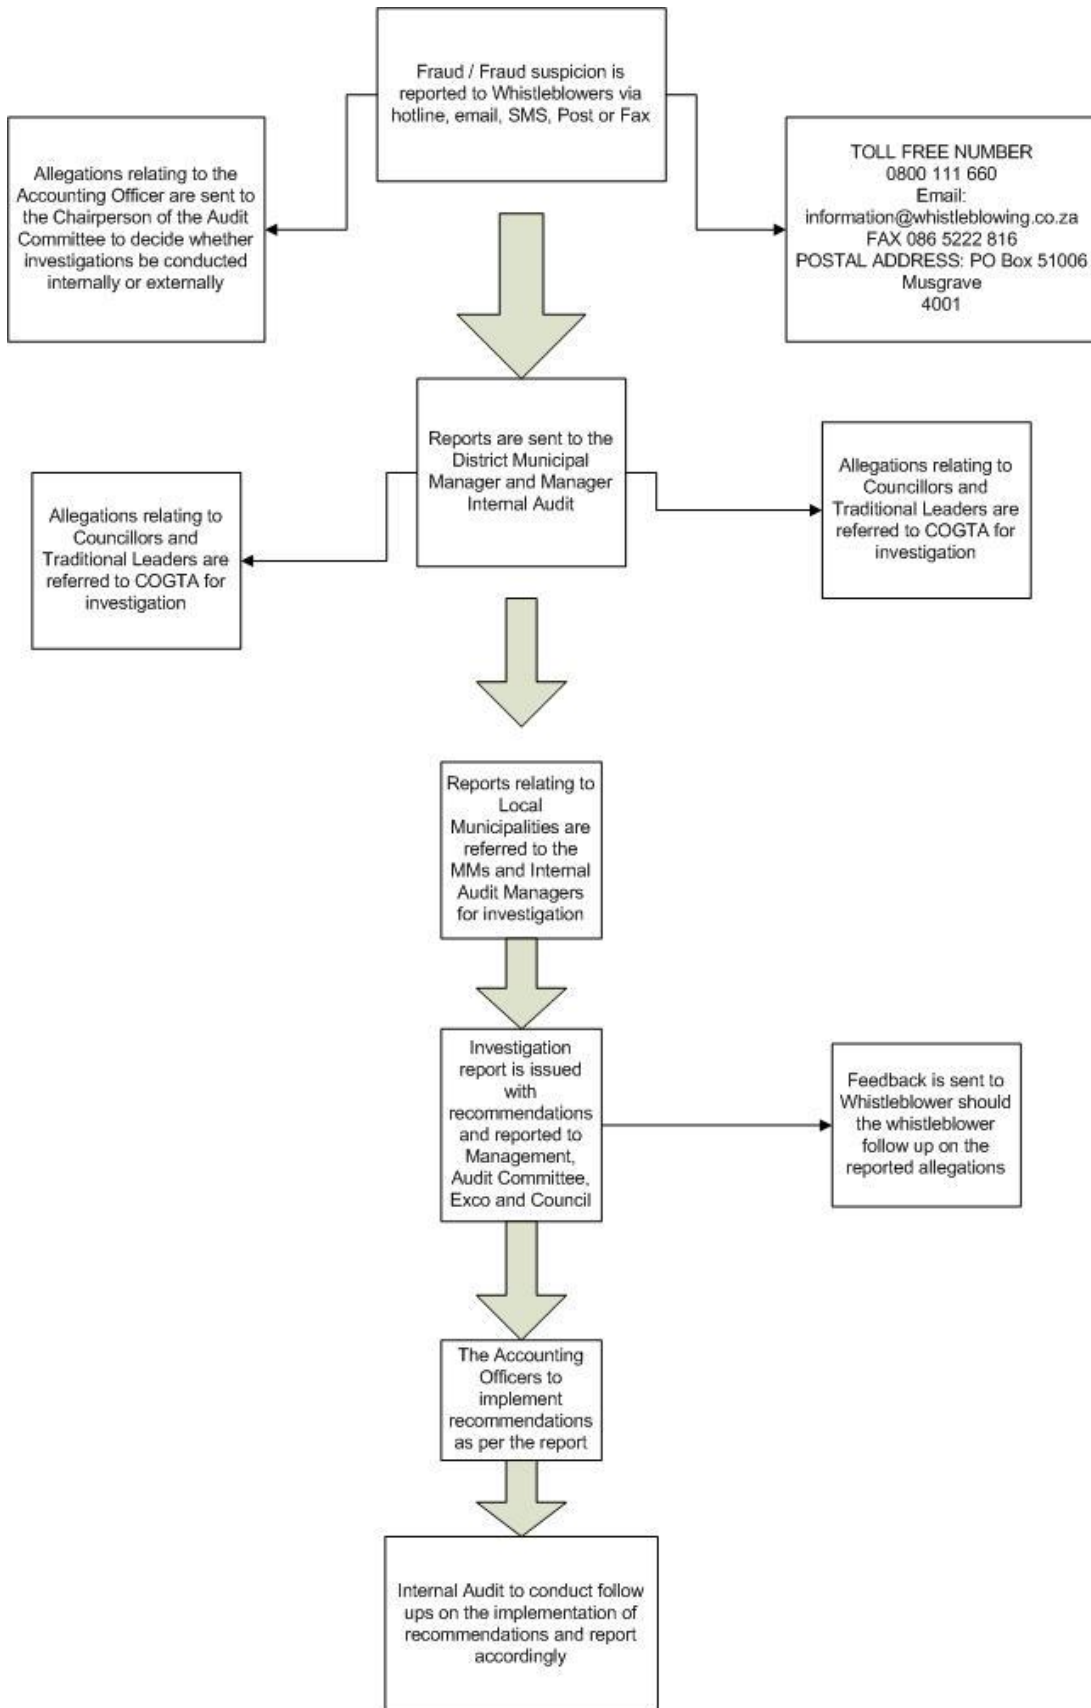 Fraud / Fraud suspicion is
reported to Whistleblowers via
hotline, email, SMS, Post or Fax
Allegations relating to the
Accounting Officer are sent to
the Chairperson of the Audit
Committee to decide whether
investigations be conducted
internally or externally
TOLL FREE NUMBER
0800 111 660
Email:
information@whistleblowing.co.za
FAX 086 5222 816
POSTAL ADDRESS: PO Box 51006
Musgrave
4001
Reports are sent to the
District Municipal
Manager and Manager
Internal Audit
Allegations relating to
Councillors and
Traditional Leaders are
referred to COGTA for
investigation
Allegations relating to
Councillors and
Traditional Leaders are
referred to COGTA for
investigation
Reports relating to
Local
Municipalities are
referred to the
MMs and Internal
Audit Managers
for investigation
Investigation
report is issued
with
recommendations
and reported to
Management,
Audit Committee,
Exco and Council
Feedback is sent to
Whistleblower should
the whistleblower
follow up on the
reported allegations
The Accounting
Officers to
implement
recommendations
as per the report
Internal Audit to conduct follow
ups on the implementation of
recommendations and report
accordingly